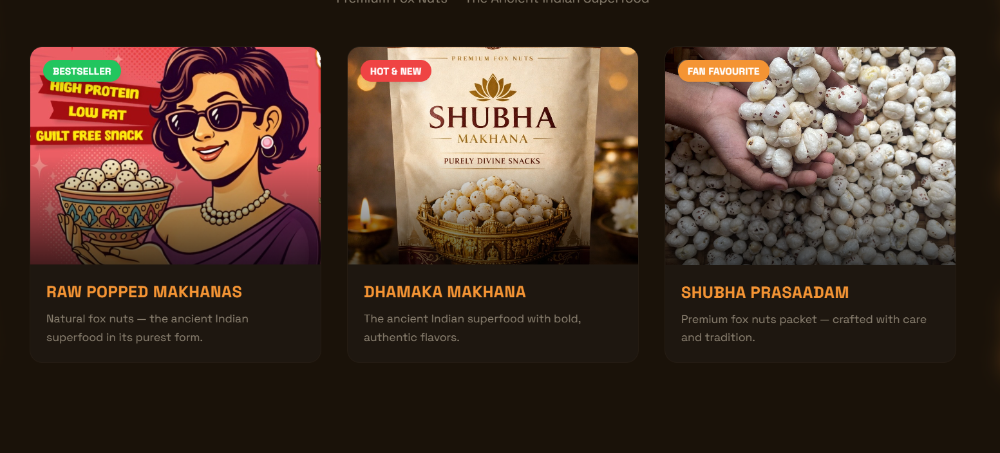 Premium Fox Nuts — The Ancient Indian Superfood
BESTSELLER
HIGH PROTEIN
LOW FAT
GUILT FREE SNACK
HOT & NEW
PREMIUM FOX NUTS
SHUBHA
MAKHANA
PURELY DIVINE SNACKS
FAN FAVOURITE
RAW POPPED MAKHANAS
Natural fox nuts — the ancient Indian
superfood in its purest form.
DHAMAKA MAKHANA
The ancient Indian superfood with bold,
authentic flavors.
SHUBHA PRASAADAM
Premium fox nuts packet — crafted with care
and tradition.